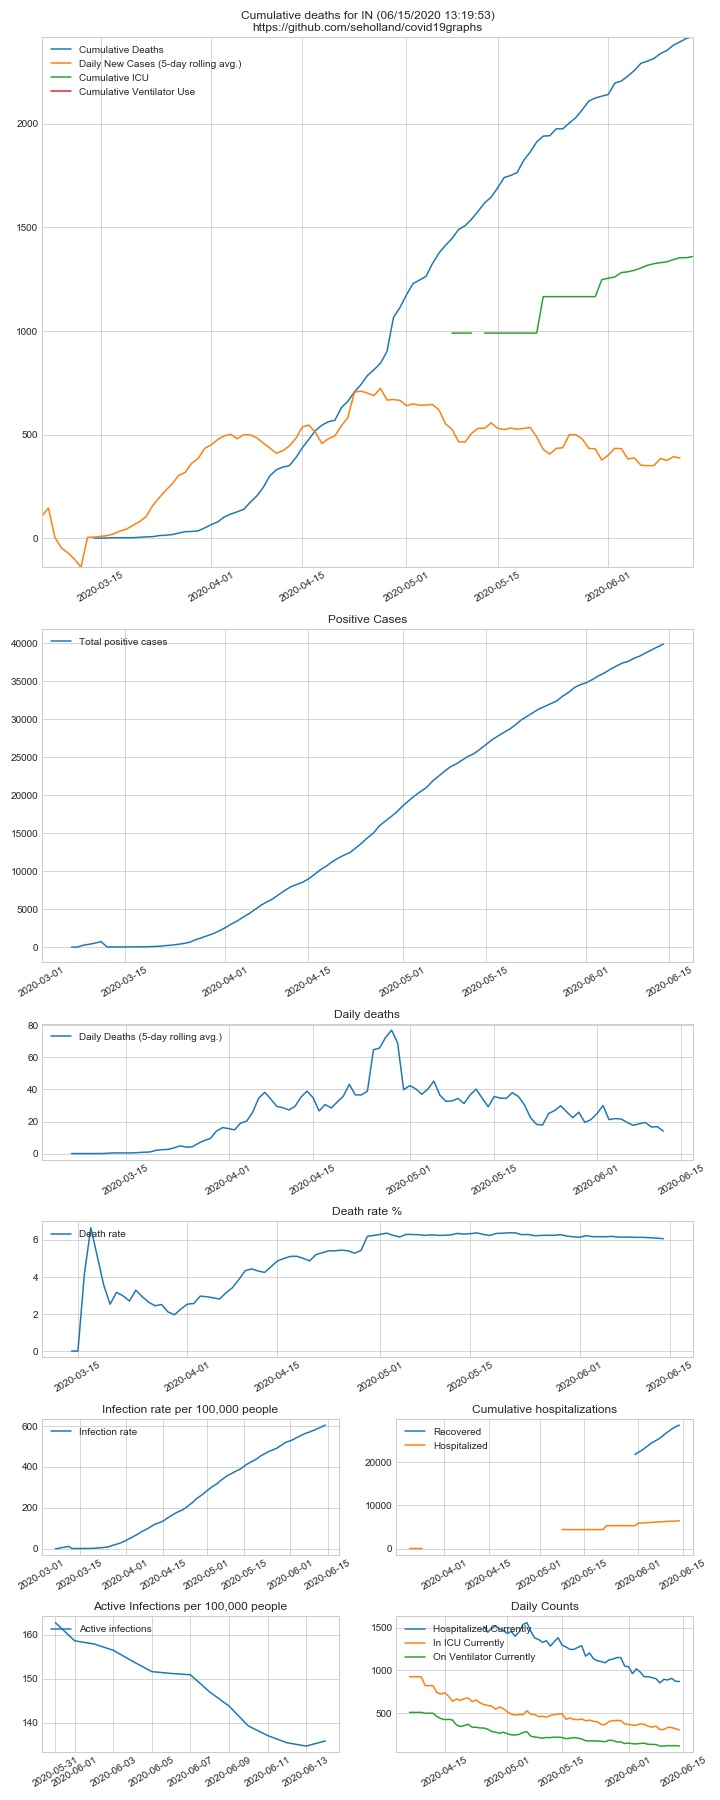 Cumulative deaths for IN (06/15/2020 13:19:53)
https://github.com/seholland/covid19graphs
Cumulative Deaths
Daily New Cases (5-day rolling avg.)
Cumulative ICU
Cumulative Ventilator Use
2000
1500
1000
500
0
2020-03-15 2020-04-01 2020-04-15 2020-05-01 2020-05-15 2020-06-01
Positive Cases
Total positive cases
40000
35000
30000
25000
20000
15000
10000
5000
0
2020-03-01 2020-03-15 2020-04-01 2020-04-15 2020-05-01 2020-05-15 2020-06-01 2020-06-15
Daily deaths
Daily Deaths (5-day rolling avg.)
80
60
40
20
0
2020-03-15 2020-04-01 2020-04-15 2020-05-01 2020-05-15 2020-06-01 2020-06-15
Death rate %
Death rate
6
4
2
0
2020-03-15 2020-04-01 2020-04-15 2020-05-01 2020-05-15 2020-06-01 2020-06-15
Infection rate per 100,000 people
Infection rate
600
400
200
0
2020-03-01 2020-03-15 2020-04-01 2020-04-15 2020-05-01 2020-05-15 2020-06-01 2020-06-15
Cumulative hospitalizations
Recovered
Hospitalized
20000
10000
0
2020-04-01 2020-04-15 2020-05-01 2020-05-15 2020-06-01 2020-06-15
Active Infections per 100,000 people
Active infections
160
150
140
2020-05-31 2020-06-01 2020-06-03 2020-06-05 2020-06-07 2020-06-09 2020-06-11 2020-06-13
Daily Counts
Hospitalized Currently
In ICU Currently
On Ventilator Currently
1500
1000
500
2020-04-15 2020-05-01 2020-05-15 2020-06-01 2020-06-15